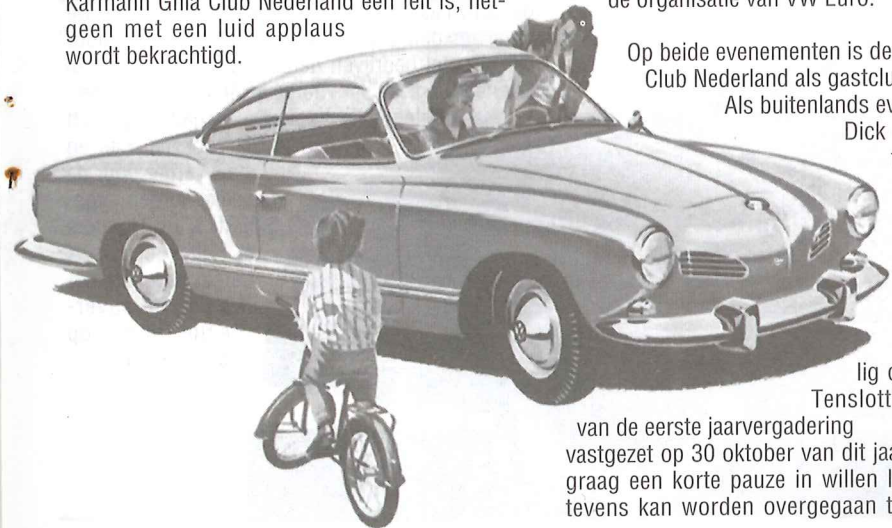 Karmann Ghia Club Nederland een feit is, het-
geen met een luid applaus
wordt bekrachtigd.
de organisatie van VW Euro.
Op beide evenementen is de
Club Nederland als gastclu
Als buitenlands ev
Dick
lig
Tenslott
van de eerste jaarvergadering
vastgezet op 30 oktober van dit jaa
graag een korte pauze in willen l
tevens kan worden overgegaan t